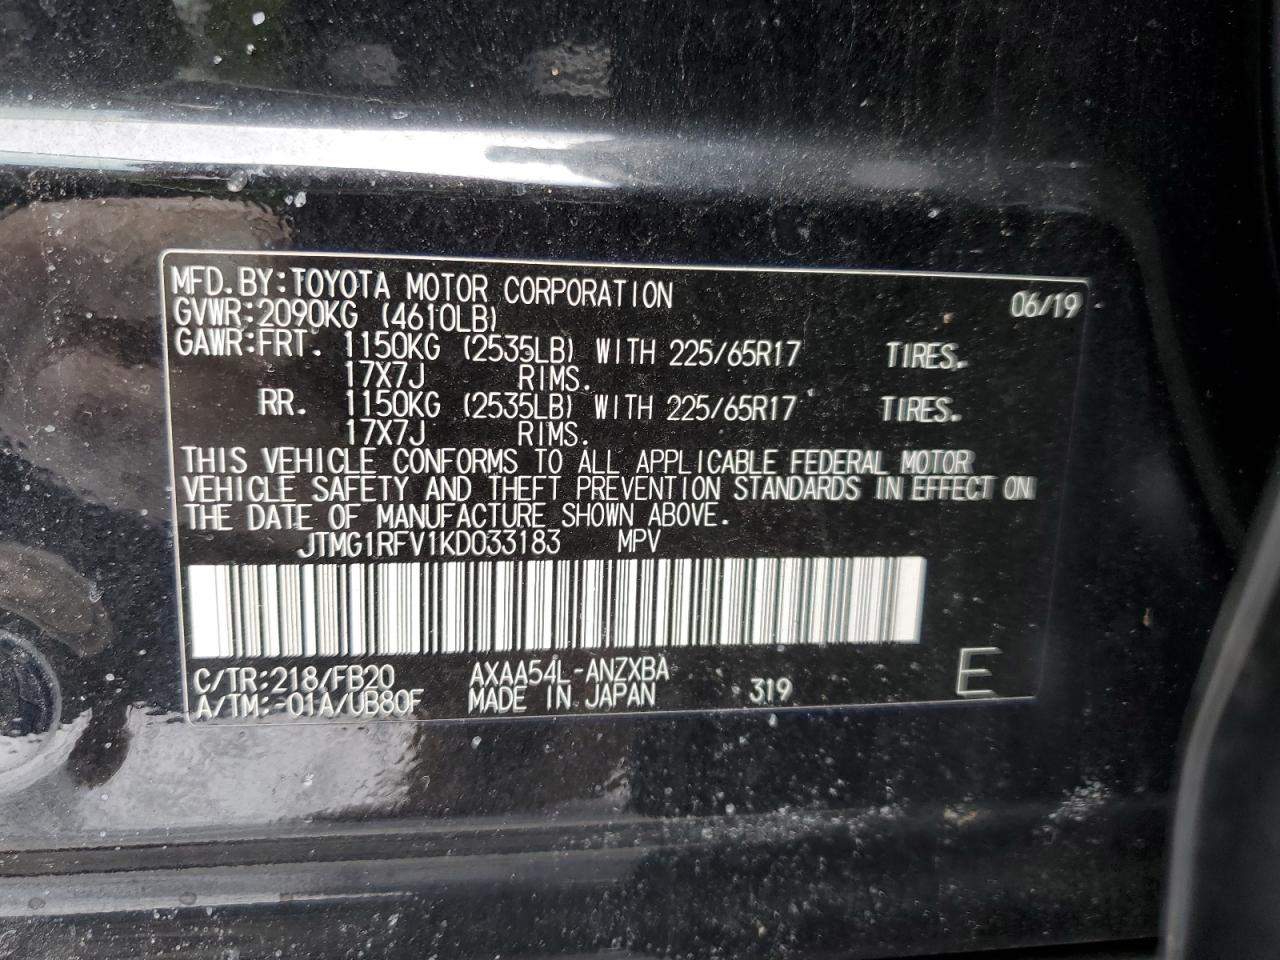 MFD.BY:TOYOTA MOTOR CORPORATION 06/19
GVWR:2090KG (4610LB)
GAWR:FRT. 1150KG (2535LB) WITH 225/65R17 TIRES.
17X7J RIMS.
RR. 1150KG (2535LB) WITH 225/65R17 TIRES.
17X7J RIMS.
THIS VEHICLE CONFORMS TO ALL APPLICABLE FEDERAL MOTOR
VEHICLE SAFETY AND THEFT PREVENTION STANDARDS IN EFFECT ON
THE DATE OF MANUFACTURE SHOWN ABOVE.
JTMG1RFV1KD033183 MPV
C/TR:218/FB20 AXAA54L-ANZXBA
A/TM:-01A/UB80F MADE IN JAPAN 319 E